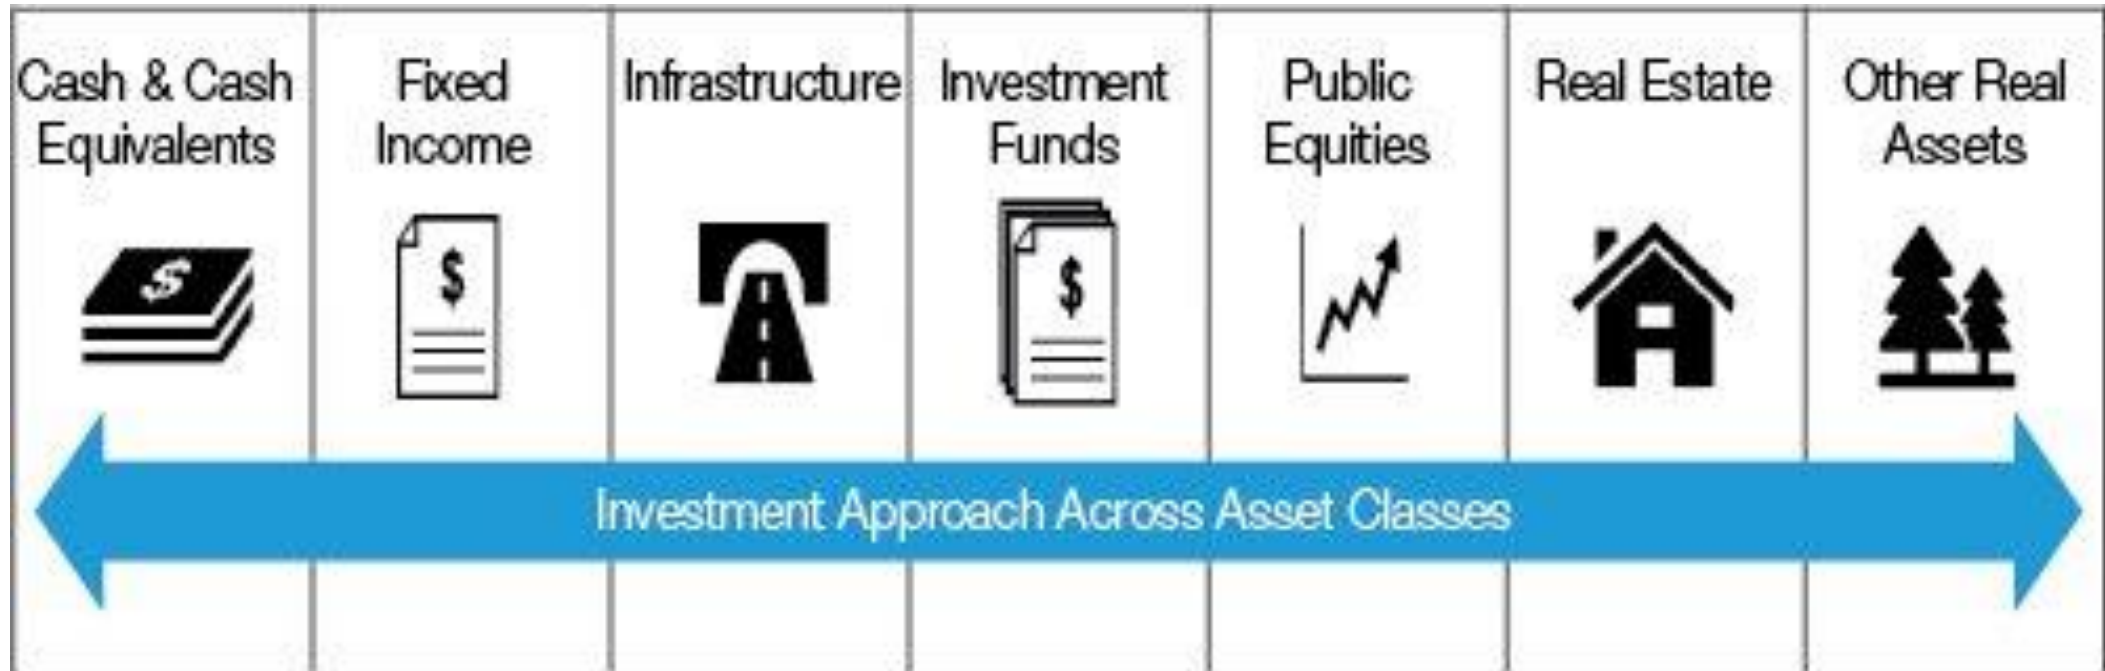 Cash & Cash
Equivalents
Fixed
Income
Infrastructure
Investment
Funds
Public
Equities
Real Estate
Other Real
Assets
$
$
$
Investment Approach Across Asset Classes